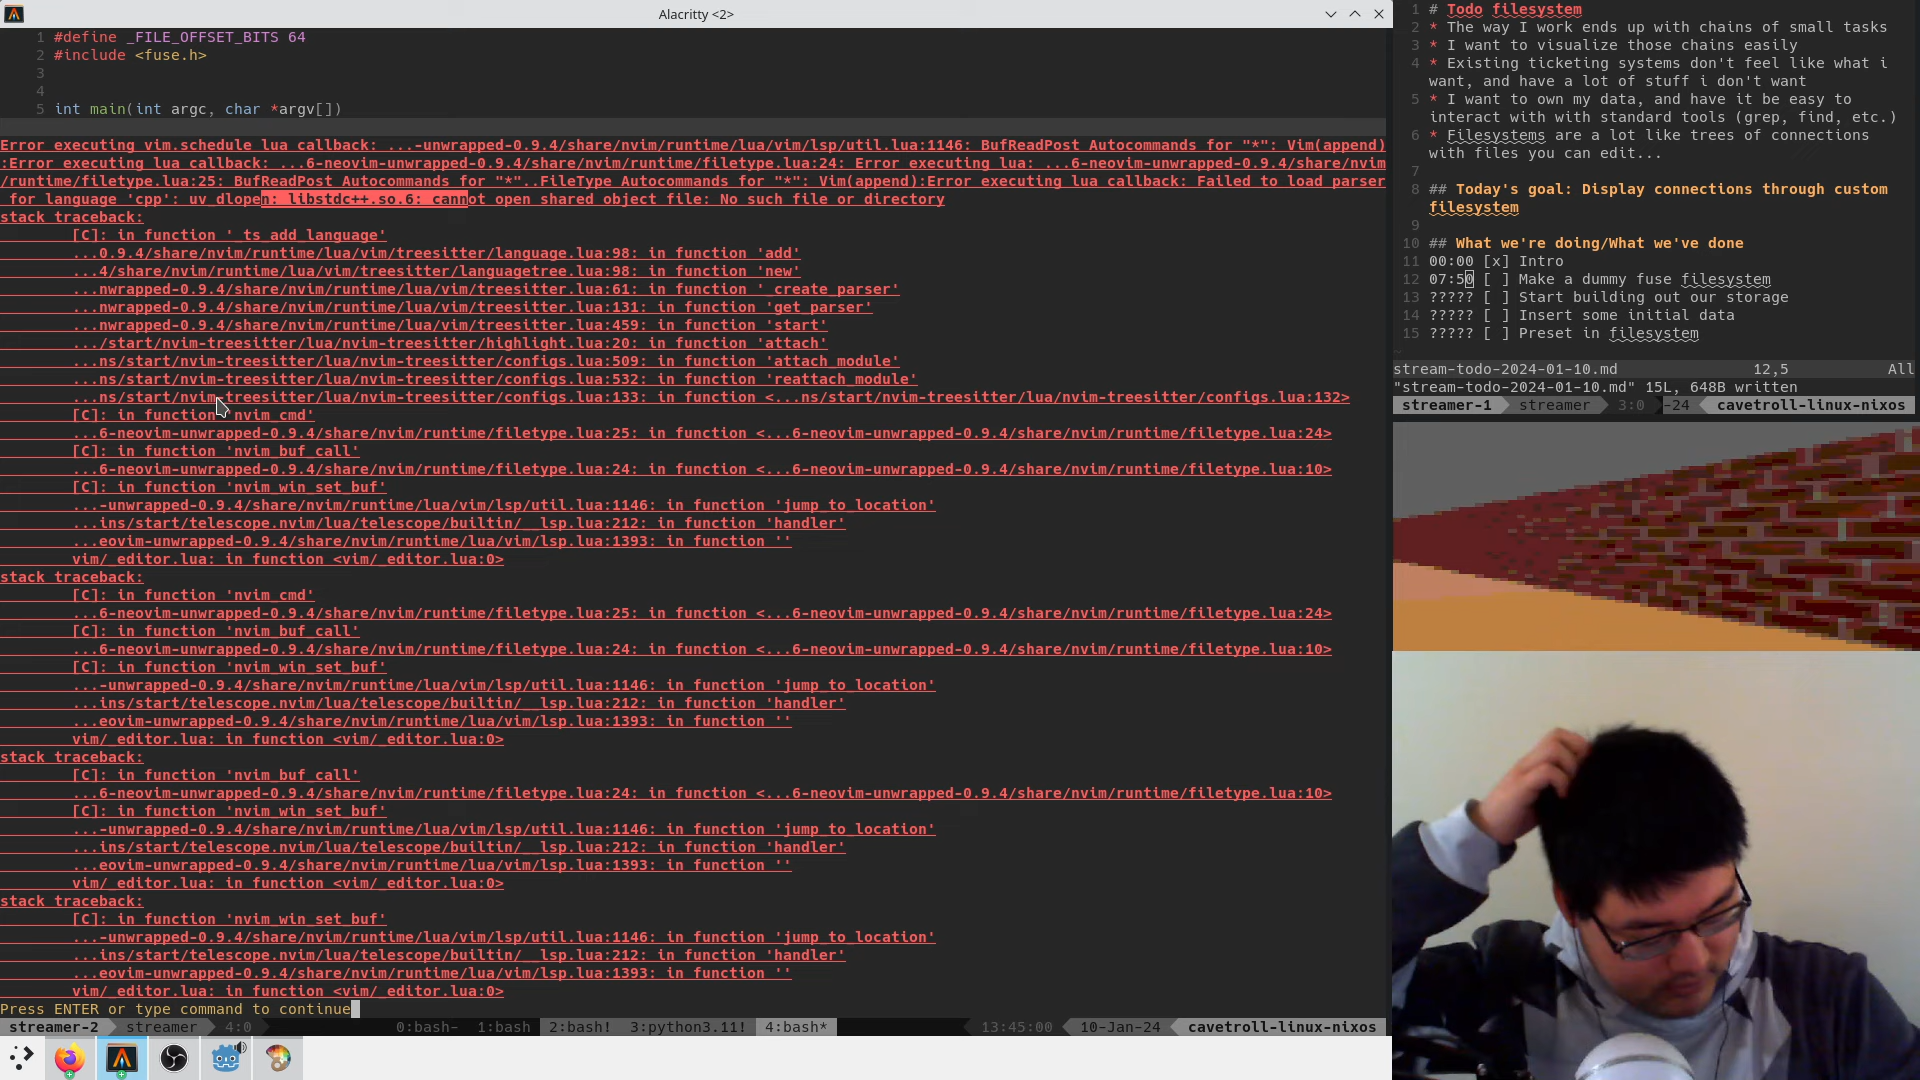 Alacritty <2>
1 #define _FILE_OFFSET_BITS 64
2 #include <fuse.h>
3
4
5 int main(int argc, char *argv[])
Error executing vim.schedule lua callback: ...-unwrapped-0.9.4/share/nvim/runtime/lua/vim/lsp/util.lua:1146: BufReadPost Autocommands for "*": Vim(append)
:Error executing lua callback: ...6-neovim-unwrapped-0.9.4/share/nvim/runtime/filetype.lua:24: Error executing lua: ...6-neovim-unwrapped-0.9.4/share/nvim
/runtime/filetype.lua:25: BufReadPost Autocommands for "*"..FileType Autocommands for "*": Vim(append):Error executing lua callback: Failed to load parser
for language 'cpp': uv_dlopen: libstdc++.so.6: cannot open shared object file: No such file or directory
stack traceback:
[C]: in function '_ts_add_language'
...0.9.4/share/nvim/runtime/lua/vim/treesitter/language.lua:98: in function 'add'
...4/share/nvim/runtime/lua/vim/treesitter/languagetree.lua:98: in function 'new'
...nwrapped-0.9.4/share/nvim/runtime/lua/vim/treesitter.lua:61: in function '_create_parser'
...nwrapped-0.9.4/share/nvim/runtime/lua/vim/treesitter.lua:131: in function 'get_parser'
...nwrapped-0.9.4/share/nvim/runtime/lua/vim/treesitter.lua:459: in function 'start'
.../start/nvim-treesitter/lua/nvim-treesitter/highlight.lua:20: in function 'attach'
...ns/start/nvim-treesitter/lua/nvim-treesitter/configs.lua:509: in function 'attach_module'
...ns/start/nvim-treesitter/lua/nvim-treesitter/configs.lua:532: in function 'reattach_module'
...ns/start/nvim-treesitter/lua/nvim-treesitter/configs.lua:133: in function <...ns/start/nvim-treesitter/lua/nvim-treesitter/configs.lua:132>
[C]: in function 'nvim_cmd'
...6-neovim-unwrapped-0.9.4/share/nvim/runtime/filetype.lua:25: in function <...6-neovim-unwrapped-0.9.4/share/nvim/runtime/filetype.lua:24>
[C]: in function 'nvim_buf_call'
...6-neovim-unwrapped-0.9.4/share/nvim/runtime/filetype.lua:24: in function <...6-neovim-unwrapped-0.9.4/share/nvim/runtime/filetype.lua:10>
[C]: in function 'nvim_win_set_buf'
...-unwrapped-0.9.4/share/nvim/runtime/lua/vim/lsp/util.lua:1146: in function 'jump_to_location'
...ins/start/telescope.nvim/lua/telescope/builtin/__lsp.lua:212: in function 'handler'
...eovim-unwrapped-0.9.4/share/nvim/runtime/lua/vim/lsp.lua:1393: in function ''
vim/_editor.lua: in function <vim/_editor.lua:0>
stack traceback:
[C]: in function 'nvim_cmd'
...6-neovim-unwrapped-0.9.4/share/nvim/runtime/filetype.lua:25: in function <...6-neovim-unwrapped-0.9.4/share/nvim/runtime/filetype.lua:24>
[C]: in function 'nvim_buf_call'
...6-neovim-unwrapped-0.9.4/share/nvim/runtime/filetype.lua:24: in function <...6-neovim-unwrapped-0.9.4/share/nvim/runtime/filetype.lua:10>
[C]: in function 'nvim_win_set_buf'
...-unwrapped-0.9.4/share/nvim/runtime/lua/vim/lsp/util.lua:1146: in function 'jump_to_location'
...ins/start/telescope.nvim/lua/telescope/builtin/__lsp.lua:212: in function 'handler'
...eovim-unwrapped-0.9.4/share/nvim/runtime/lua/vim/lsp.lua:1393: in function ''
vim/_editor.lua: in function <vim/_editor.lua:0>
stack traceback:
[C]: in function 'nvim_buf_call'
...6-neovim-unwrapped-0.9.4/share/nvim/runtime/filetype.lua:24: in function <...6-neovim-unwrapped-0.9.4/share/nvim/runtime/filetype.lua:10>
[C]: in function 'nvim_win_set_buf'
...-unwrapped-0.9.4/share/nvim/runtime/lua/vim/lsp/util.lua:1146: in function 'jump_to_location'
...ins/start/telescope.nvim/lua/telescope/builtin/__lsp.lua:212: in function 'handler'
...eovim-unwrapped-0.9.4/share/nvim/runtime/lua/vim/lsp.lua:1393: in function ''
vim/_editor.lua: in function <vim/_editor.lua:0>
stack traceback:
[C]: in function 'nvim_win_set_buf'
...-unwrapped-0.9.4/share/nvim/runtime/lua/vim/lsp/util.lua:1146: in function 'jump_to_location'
...ins/start/telescope.nvim/lua/telescope/builtin/__lsp.lua:212: in function 'handler'
...eovim-unwrapped-0.9.4/share/nvim/runtime/lua/vim/lsp.lua:1393: in function ''
vim/_editor.lua: in function <vim/_editor.lua:0>
Press ENTER or type command to continue
streamer-2 streamer 4:0 0:bash- 1:bash 2:bash! 3:python3.11! 4:bash* 13:45:00 10-Jan-24 cavetroll-linux-nixos
1 # Todo filesystem
2 * The way I work ends up with chains of small tasks
3 * I want to visualize those chains easily
4 * Existing ticketing systems don't feel like what i
want, and have a lot of stuff i don't want
5 * I want to own my data, and have it be easy to
interact with with standard tools (grep, find, etc.)
6 * Filesystems are a lot like trees of connections
with files you can edit...
7
8 ## Today's goal: Display connections through custom
filesystem
9
10 ## What we're doing/What we've done
11 00:00 [x] Intro
12 07:50 [ ] Make a dummy fuse filesystem
13 ????? [ ] Start building out our storage
14 ????? [ ] Insert some initial data
15 ????? [ ] Preset in filesystem
~
stream-todo-2024-01-10.md 12,5 All
"stream-todo-2024-01-10.md" 15L, 648B written
streamer-1 streamer 3:0 -24 cavetroll-linux-nixos